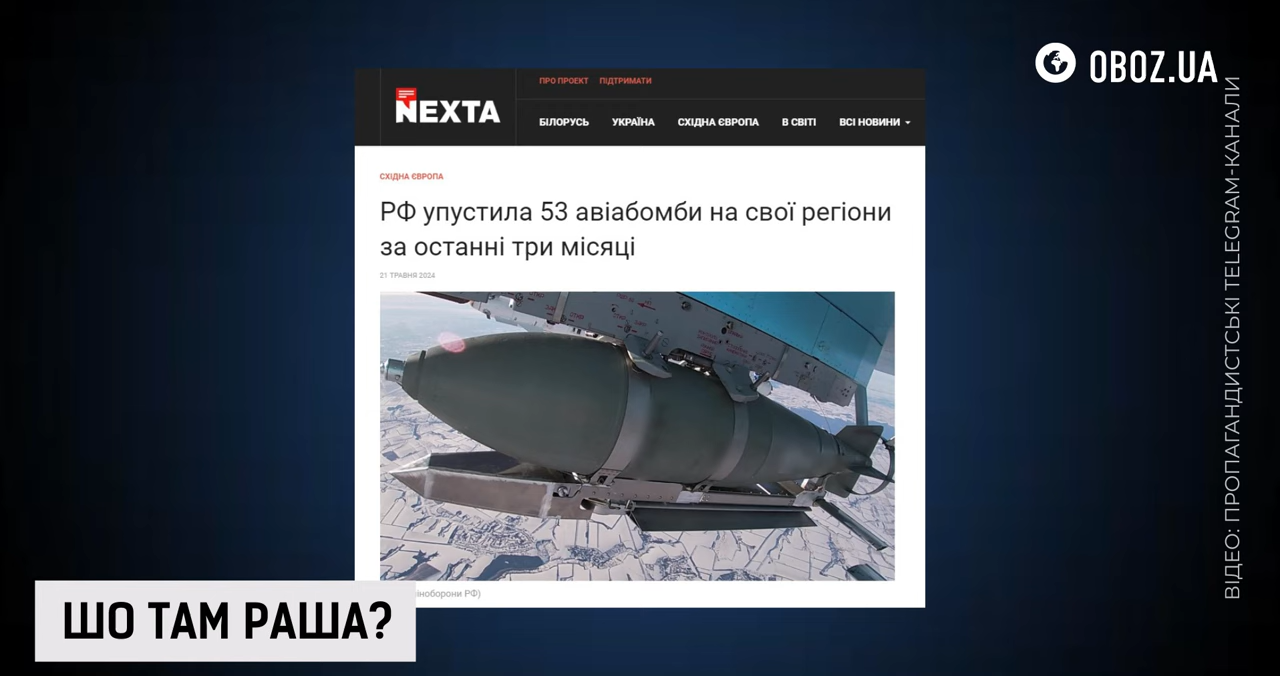 OBOZ.UA
ПРО ПРОЕКТ ПІДТРИМАТИ
NEXTA
БІЛОРУСЬ УКРАЇНА СХІДНА ЄВРОПА В СВІТІ ВСІ НОВИНИ
СХІДНА ЄВРОПА
РФ упустила 53 авіабомби на свої регіони
за останні три місяці
21 ТРАВНЯ 2024
РФ)
ШО ТАМ РАША?
ВІДЕО: ПРОПАГАНДИСТСЬКІ TELEGRAM-КАНАЛИ